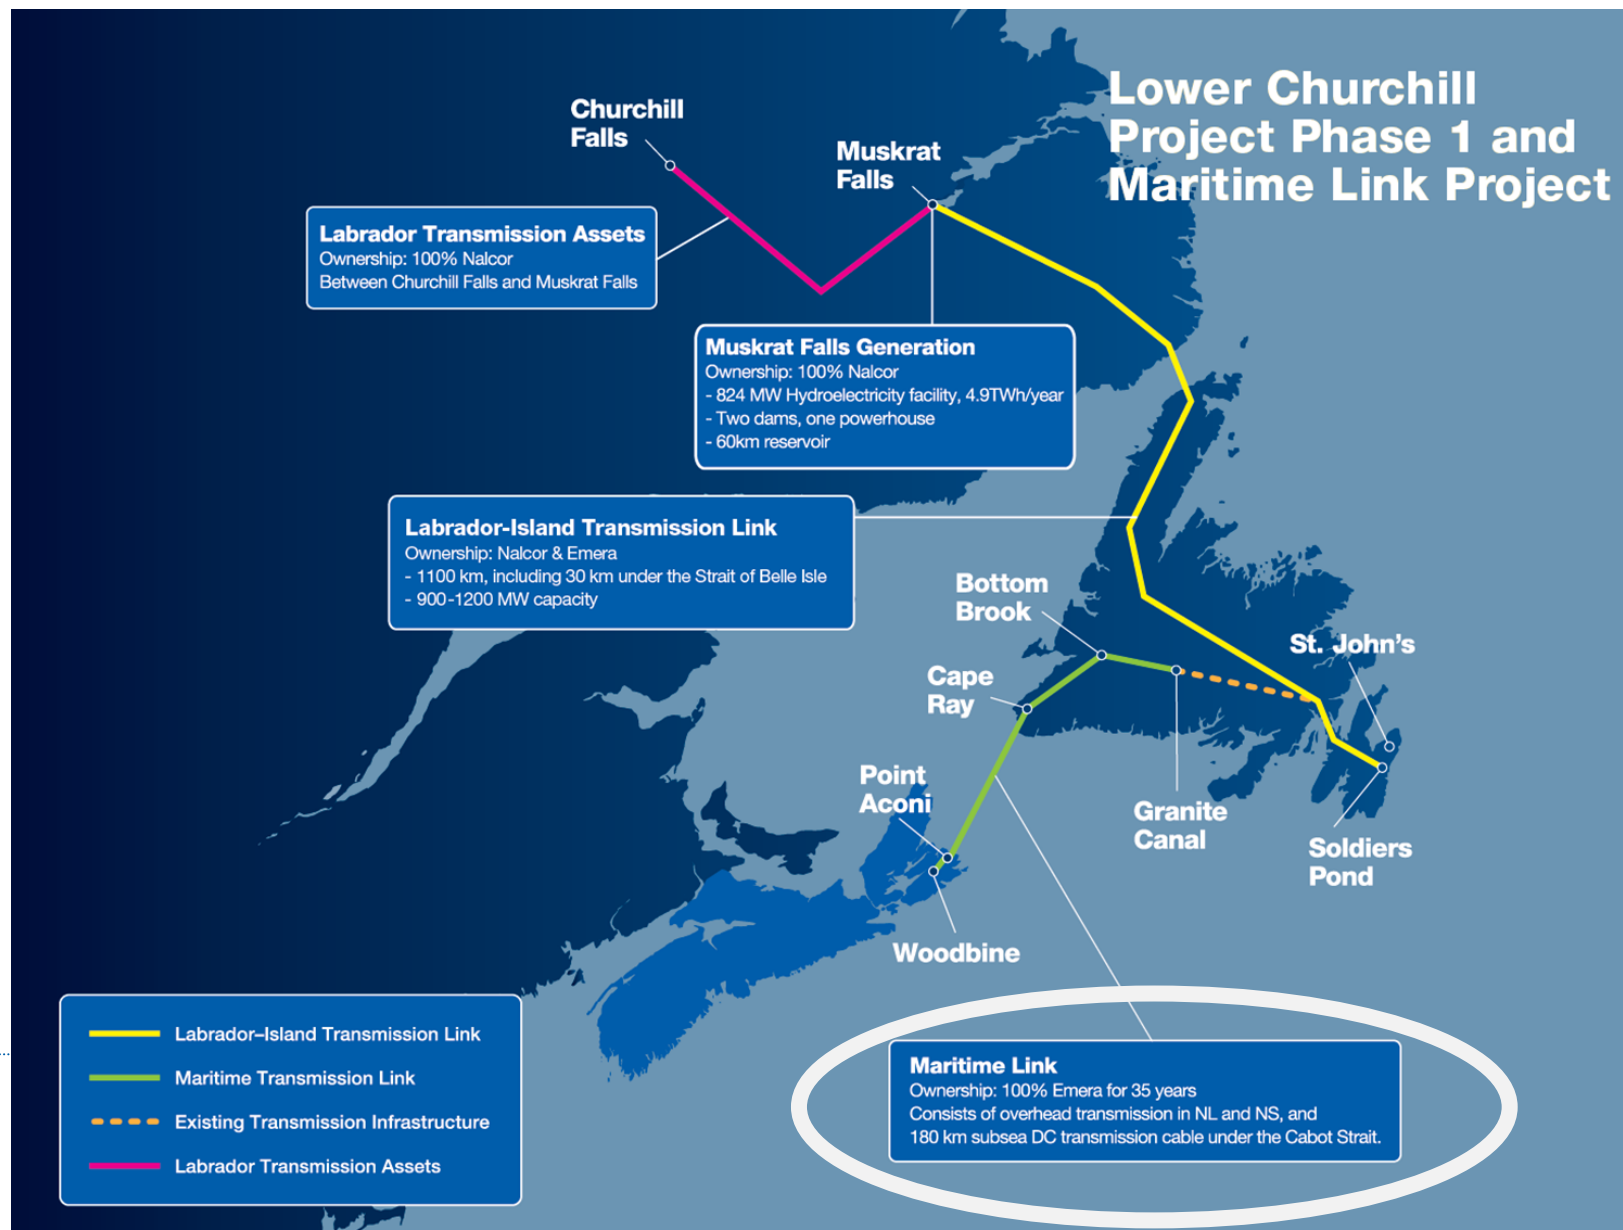 Lower Churchill
Project Phase 1 and
Maritime Link Project
Churchill
Falls
Muskrat
Falls
Labrador Transmission Assets
Ownership: 100% Nalcor
Between Churchill Falls and Muskrat Falls
Muskrat Falls Generation
Ownership: 100% Nalcor
- 824 MW Hydroelectricity facility, 4.9TWh/year
- Two dams, one powerhouse
- 60km reservoir
Labrador-Island Transmission Link
Ownership: Nalcor & Emera
- 1100 km, including 30 km under the Strait of Belle Isle
- 900-1200 MW capacity
Bottom
Brook
St. John's
Cape
Ray
Point
Aconi
Granite
Canal
Soldiers
Pond
Woodbine
Labrador–Island Transmission Link
Maritime Transmission Link
Existing Transmission Infrastructure
Labrador Transmission Assets
Maritime Link
Ownership: 100% Emera for 35 years
Consists of overhead transmission in NL and NS, and
180 km subsea DC transmission cable under the Cabot Strait.